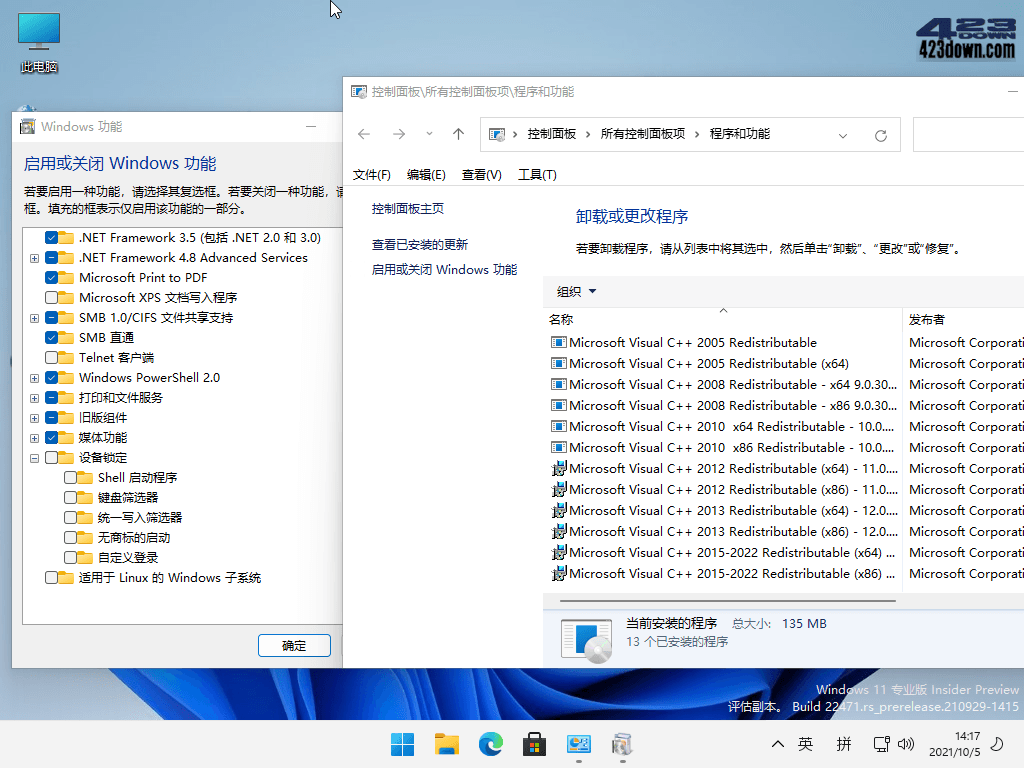 此电脑
423
DOWN
423down.com
Windows 功能
启用或关闭 Windows 功能
若要启用一种功能，请选择其复选框。若要关闭一种功能，
框。填充的框表示仅启用该功能的一部分。
.NET Framework 3.5 (包括 .NET 2.0 和 3.0)
.NET Framework 4.8 Advanced Services
Microsoft Print to PDF
Microsoft XPS 文档写入程序
SMB 1.0/CIFS 文件共享支持
SMB 直通
Telnet 客户端
Windows PowerShell 2.0
打印和文件服务
旧版组件
媒体功能
设备锁定
Shell 启动程序
键盘筛选器
统一写入筛选器
无商标的启动
自定义登录
适用于 Linux 的 Windows 子系统
确定
控制面板\所有控制面板项\程序和功能
控制面板 › 所有控制面板项 › 程序和功能
文件(F) 编辑(E) 查看(V) 工具(T)
控制面板主页
查看已安装的更新
启用或关闭 Windows 功能
卸载或更改程序
若要卸载程序，请从列表中将其选中，然后单击“卸载”、“更改”或“修复”。
组织
名称 发布者
Microsoft Visual C++ 2005 Redistributable Microsoft Corporati
Microsoft Visual C++ 2005 Redistributable (x64) Microsoft Corporati
Microsoft Visual C++ 2008 Redistributable - x64 9.0.30... Microsoft Corporati
Microsoft Visual C++ 2008 Redistributable - x86 9.0.30... Microsoft Corporati
Microsoft Visual C++ 2010 x64 Redistributable - 10.0.... Microsoft Corporati
Microsoft Visual C++ 2010 x86 Redistributable - 10.0.... Microsoft Corporati
Microsoft Visual C++ 2012 Redistributable (x64) - 11.0.... Microsoft Corporati
Microsoft Visual C++ 2012 Redistributable (x86) - 11.0.... Microsoft Corporati
Microsoft Visual C++ 2013 Redistributable (x64) - 12.0.... Microsoft Corporati
Microsoft Visual C++ 2013 Redistributable (x86) - 12.0.... Microsoft Corporati
Microsoft Visual C++ 2015-2022 Redistributable (x64) ... Microsoft Corporati
Microsoft Visual C++ 2015-2022 Redistributable (x86) ... Microsoft Corporati
当前安装的程序 总大小: 135 MB
13 个已安装的程序
Windows 11 专业版 Insider Preview
评估副本。 Build 22471.rs_prerelease.210929-1415
英 拼
14:17
2021/10/5